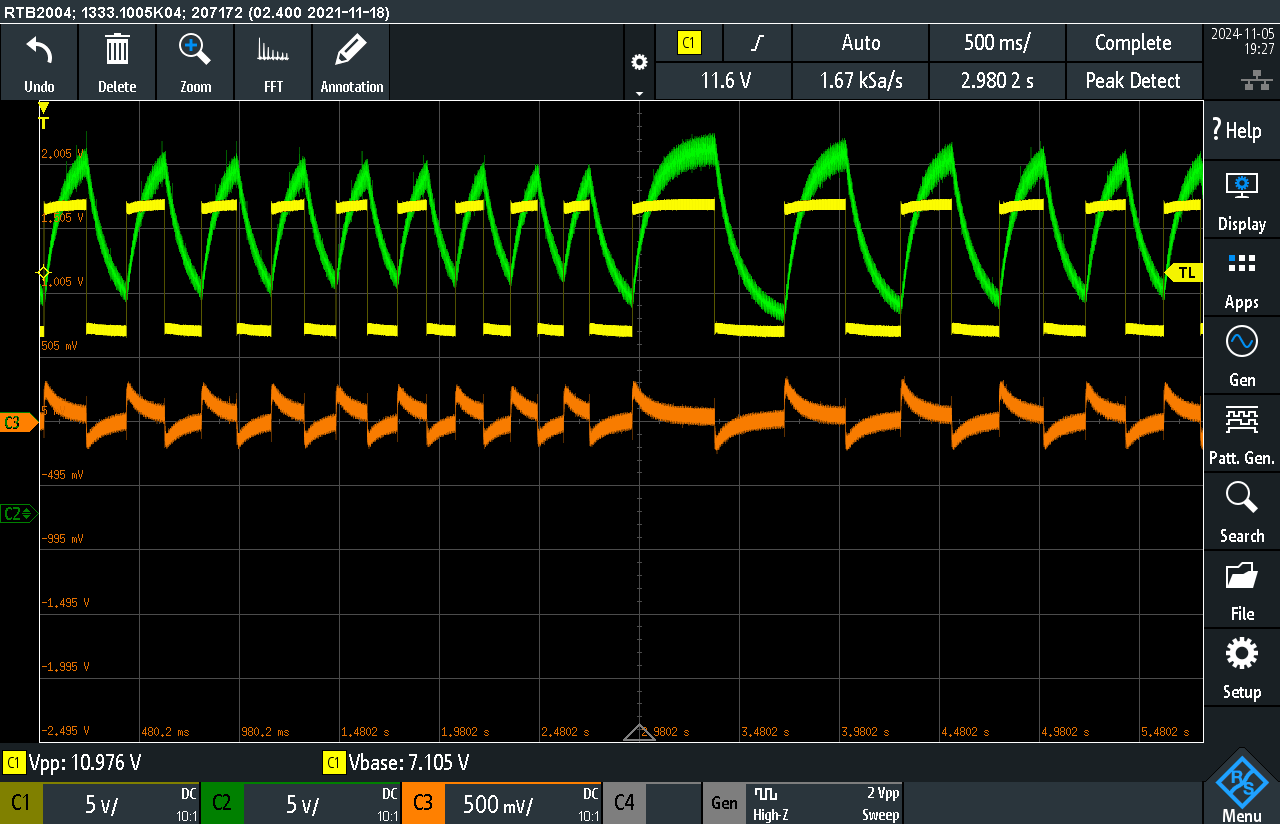 RTB2004; 1333.1005K04; 207172 (02.400 2021-11-18)
Undo
Delete
Zoom
FFT
Annotation
C1
Auto
500 ms/
Complete
11.6 V
1.67 kSa/s
2.980 2 s
Peak Detect
2024-11-05
19:27
T
2,005 V
1,505 V
1,005 V
505 mV
-495 mV
-995 mV
-1,495 V
-1,995 V
-2,495 V
TL
C3
C2
480,2 ms
980,2 ms
1,4802 s
1,9802 s
2,4802 s
2,9802 s
3,4802 s
3,9802 s
4,4802 s
4,9802 s
5,4802 s
? Help
Display
Apps
Gen
Patt. Gen.
Search
File
Setup
R&S
Menu
C1 Vpp: 10.976 V
C1 Vbase: 7.105 V
C1
5 V/
DC
10:1
C2
5 V/
DC
10:1
C3
500 mV/
DC
10:1
C4
Gen
High-Z
2 Vpp
Sweep